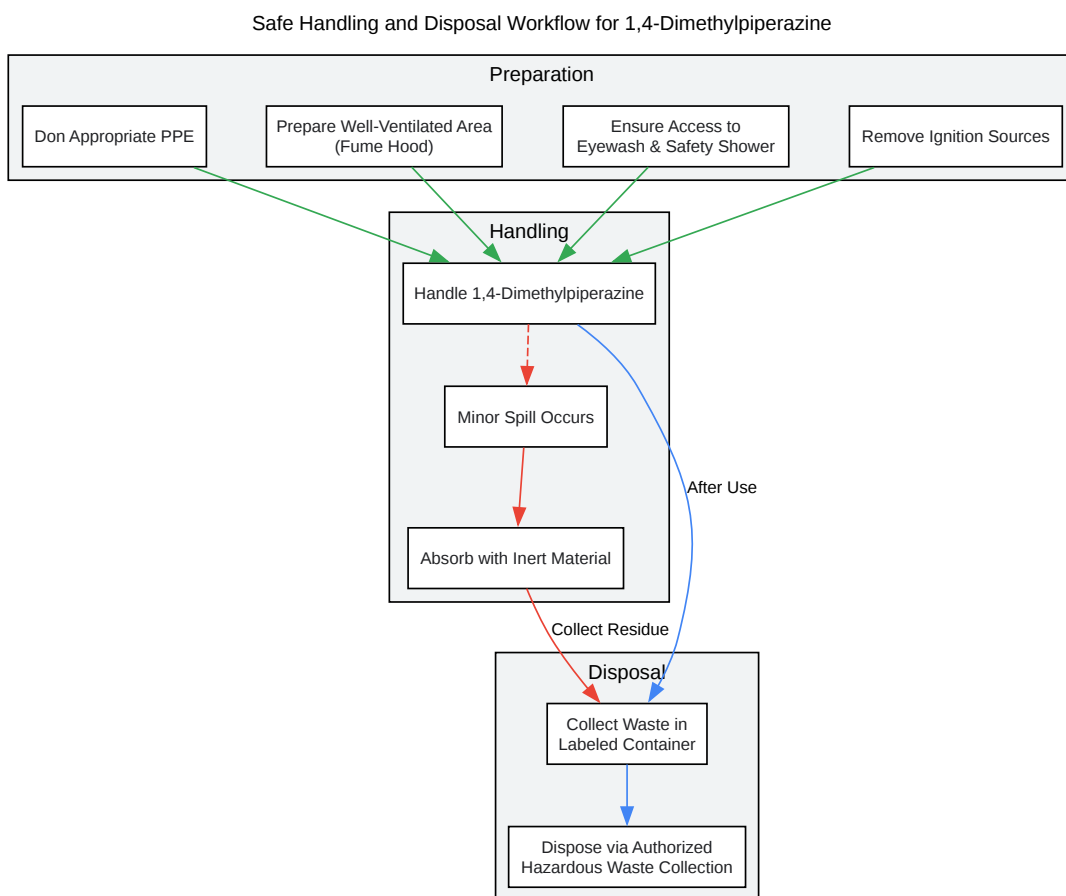 Safe Handling and Disposal Workflow for 1,4-Dimethylpiperazine
Preparation
Don Appropriate PPE
Prepare Well-Ventilated Area
(Fume Hood)
Ensure Access to
Eyewash & Safety Shower
Remove Ignition Sources
Handling
Handle 1,4-Dimethylpiperazine
Minor Spill Occurs
After Use
Absorb with Inert Material
Collect Residue
Disposal
Collect Waste in
Labeled Container
Dispose via Authorized
Hazardous Waste Collection